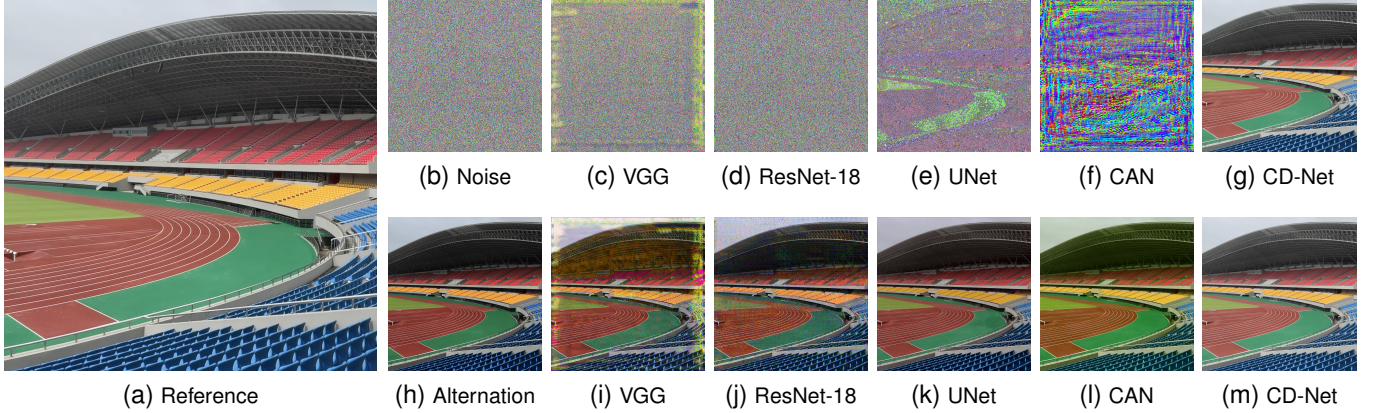 (b) Noise
(c) VGG
(d) ResNet-18
(e) UNet
(f) CAN
(g) CD-Net
(a) Reference
(h) Alternation
(i) VGG
(j) ResNet-18
(k) UNet
(l) CAN
(m) CD-Net